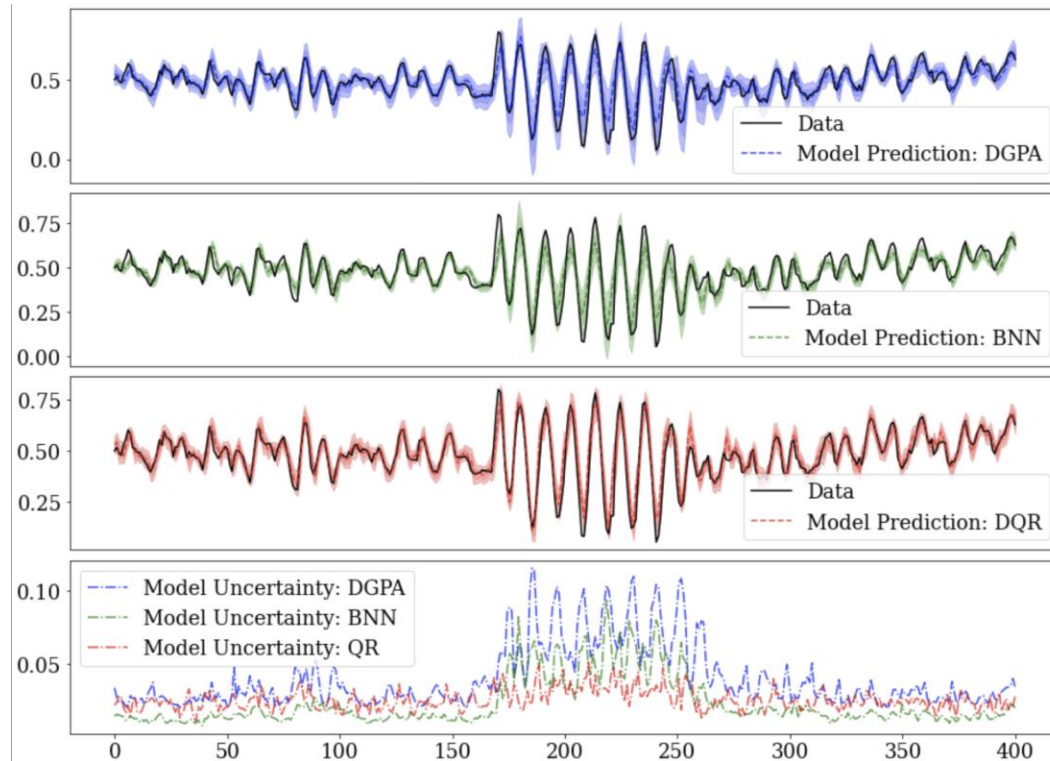 0.5
0.0
Data
Model Prediction: DGPA
0.75
0.50
0.25
0.00
Data
Model Prediction: BNN
0.75
0.50
0.25
Data
Model Prediction: DQR
0.10
0.05
Model Uncertainty: DGPA
Model Uncertainty: BNN
Model Uncertainty: QR
0 50 100 150 200 250 300 350 400